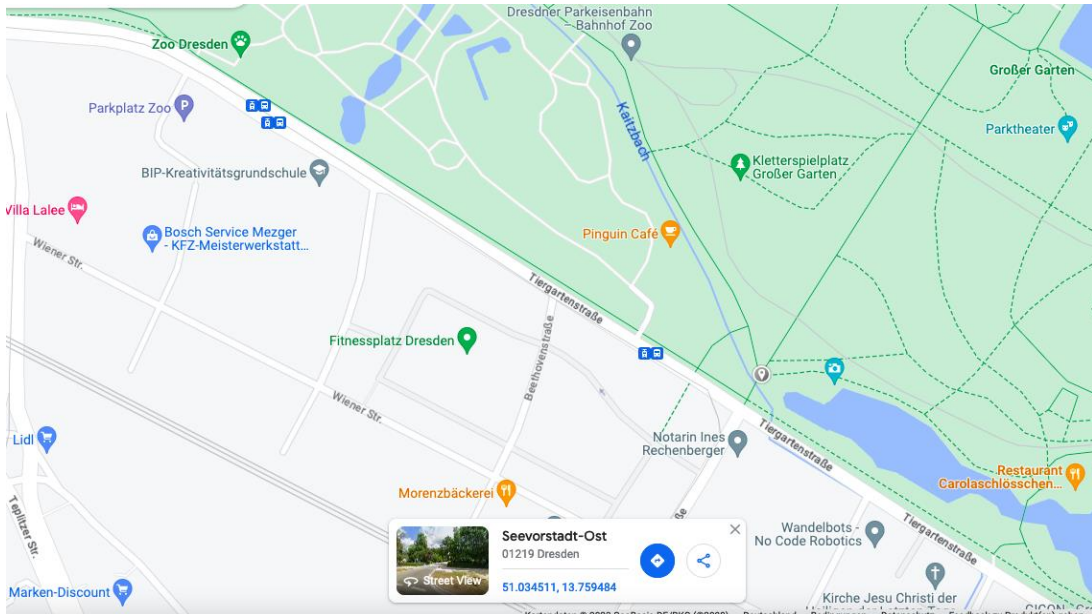 Dresdner Parkeisenbahn
– Bahnhof Zoo
Zoo Dresden
Großer Garten
Parkplatz Zoo
Kaitzbach
Parktheater
BIP-Kreativitätsgrundschule
Kletterspielplatz
Großer Garten
Villa Lalee
Bosch Service Mezger
- KFZ-Meisterwerkstatt...
Pinguin Café
Wiener Str.
Tiergartenstraße
Fitnessplatz Dresden
Beethovenstraße
Wiener Str.
Lidl
Notarin Ines
Rechenberger
Tiergartenstraße
Restaurant
Carolaschlösschen...
Morenzbäckerei
Teplitzer Str.
Tiergartenstraße
Seevorstadt-Ost
01219 Dresden
Street View
51.034511, 13.759484
Wandelbots -
No Code Robotics
Marken-Discount
Kirche Jesu Christi der